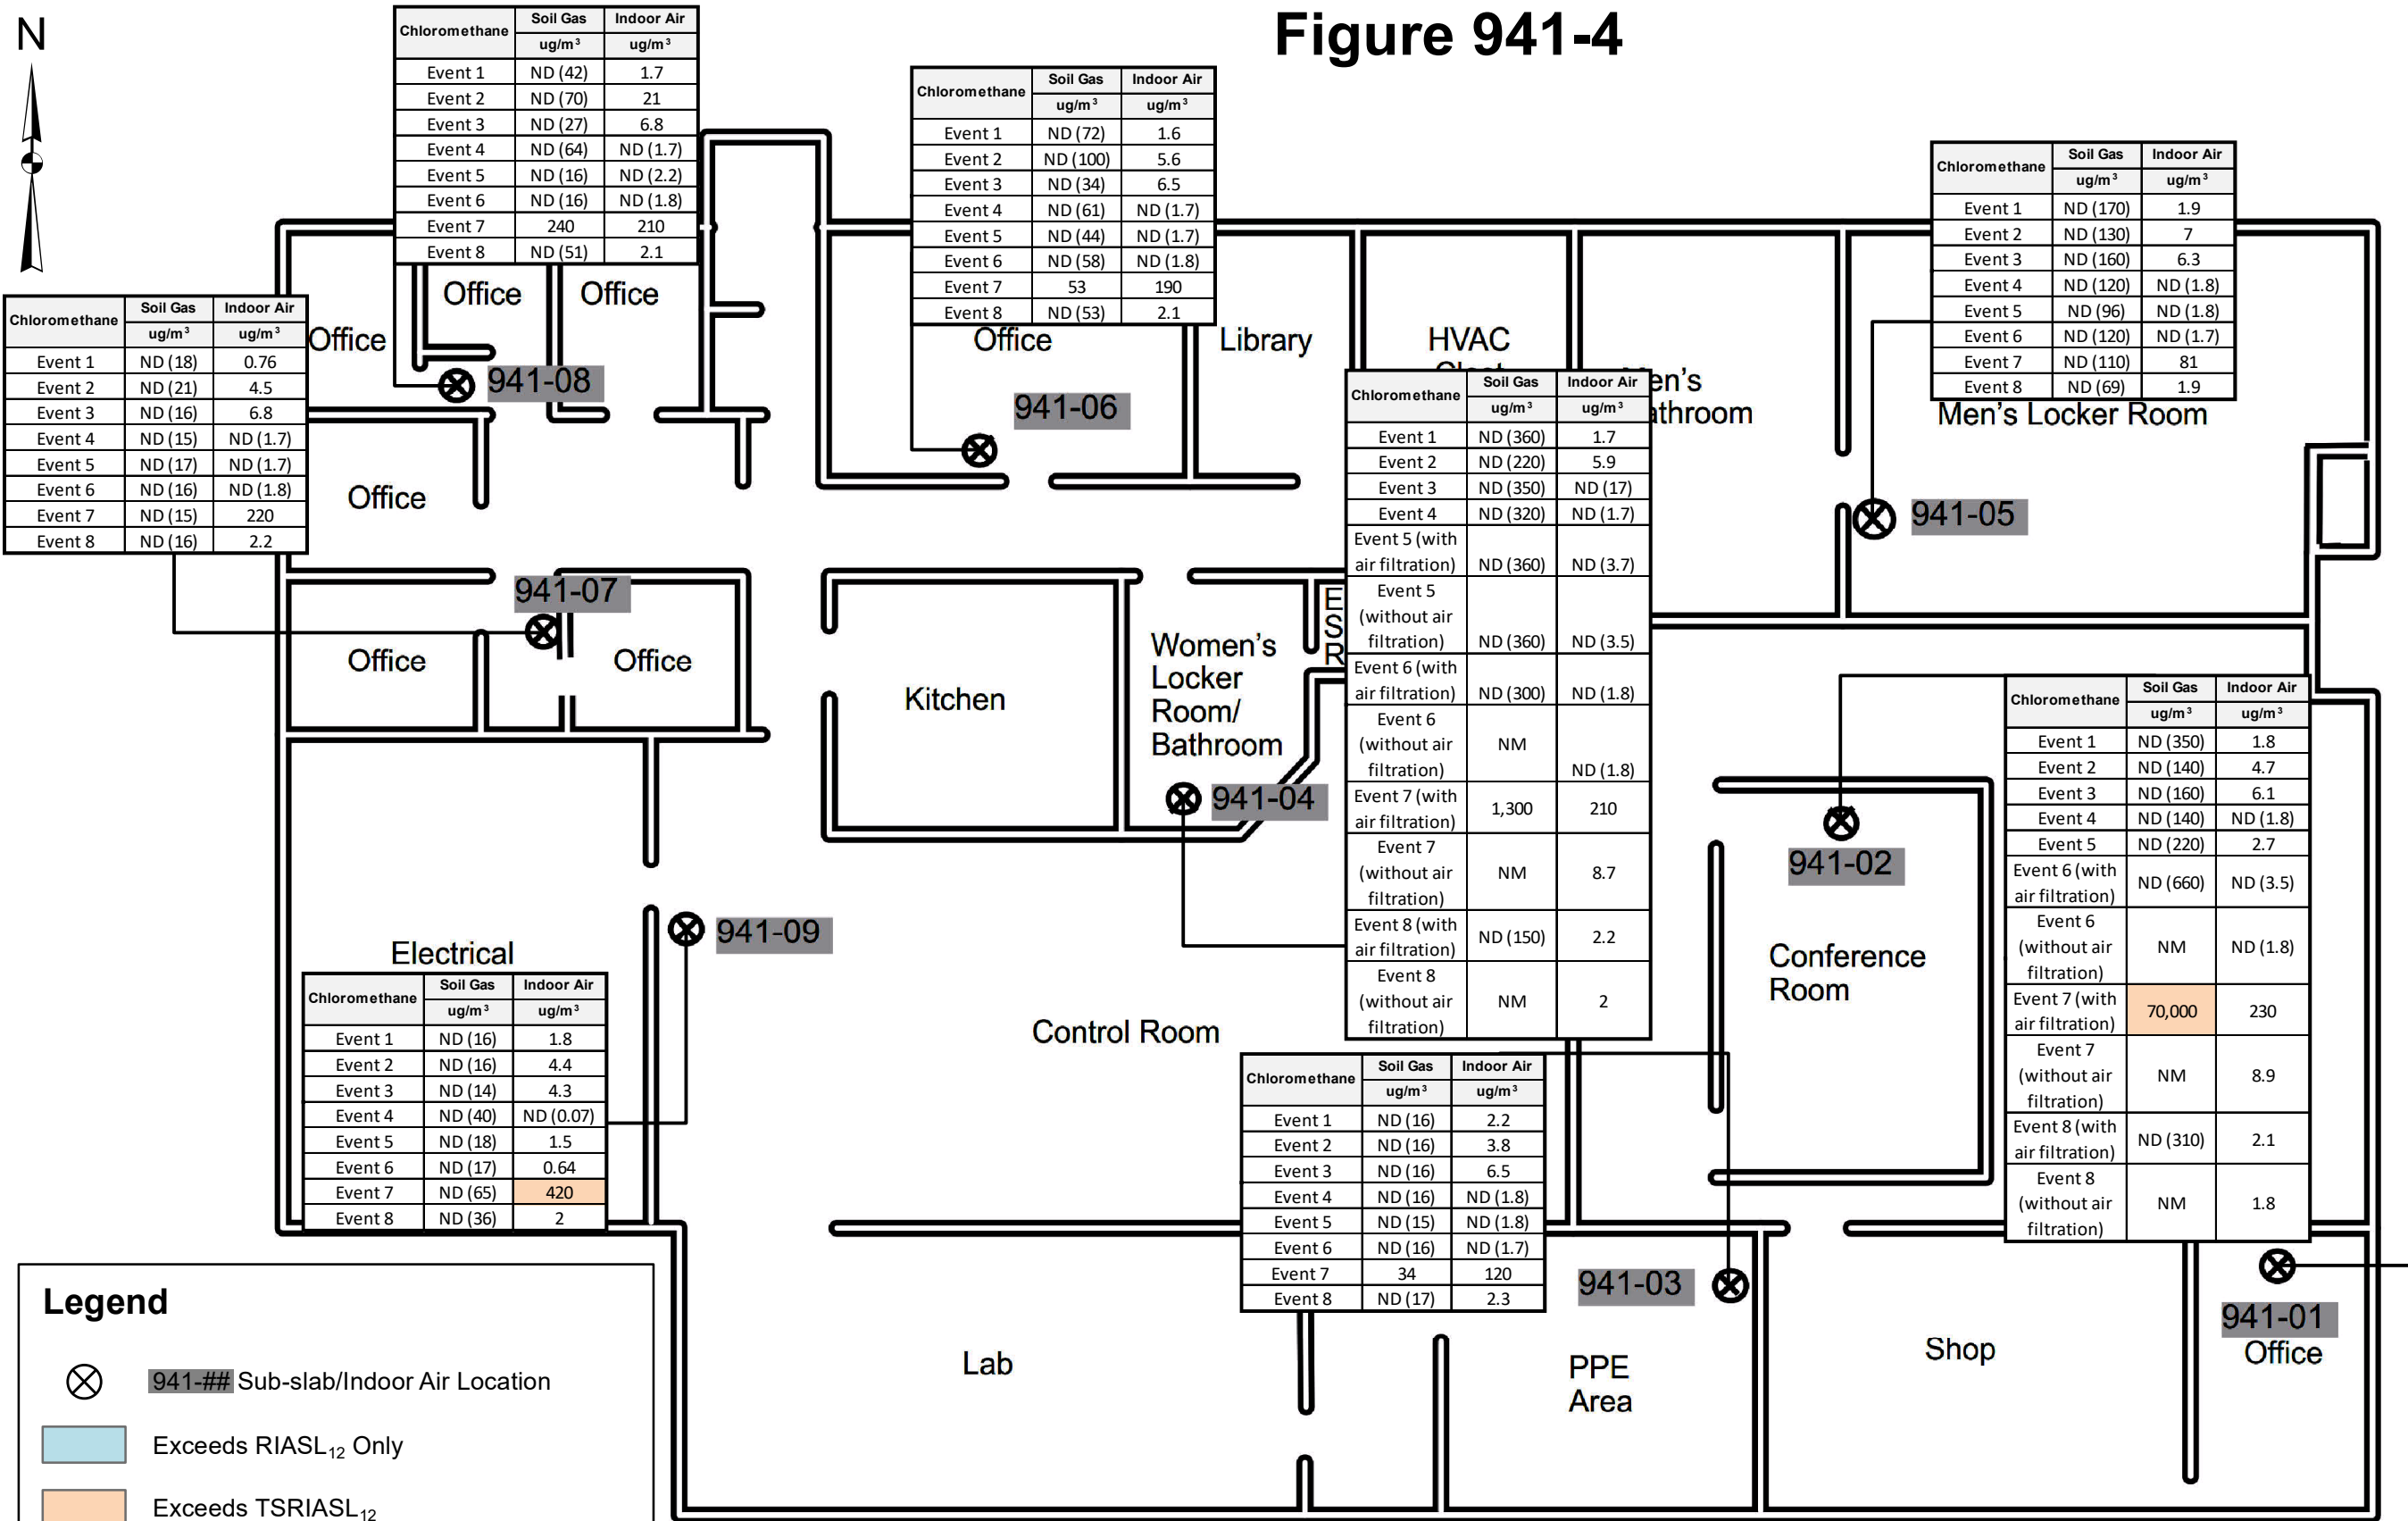 Figure 941-4
N
Chloromethane Soil Gas Indoor Air
ug/m³ ug/m³
Event 1 ND (42) 1.7
Event 2 ND (70) 21
Event 3 ND (27) 6.8
Event 4 ND (64) ND (1.7)
Event 5 ND (16) ND (2.2)
Event 6 ND (16) ND (1.8)
Event 7 240 210
Event 8 ND (51) 2.1
Chloromethane Soil Gas Indoor Air
ug/m³ ug/m³
Event 1 ND (72) 1.6
Event 2 ND (100) 5.6
Event 3 ND (34) 6.5
Event 4 ND (61) ND (1.7)
Event 5 ND (44) ND (1.7)
Event 6 ND (58) ND (1.8)
Event 7 53 190
Event 8 ND (53) 2.1
Chloromethane Soil Gas Indoor Air
ug/m³ ug/m³
Event 1 ND (170) 1.9
Event 2 ND (130) 7
Event 3 ND (160) 6.3
Event 4 ND (120) ND (1.8)
Event 5 ND (96) ND (1.8)
Event 6 ND (120) ND (1.7)
Event 7 ND (110) 81
Event 8 ND (69) 1.9
Chloromethane Soil Gas Indoor Air
ug/m³ ug/m³
Event 1 ND (18) 0.76
Event 2 ND (21) 4.5
Event 3 ND (16) 6.8
Event 4 ND (15) ND (1.7)
Event 5 ND (17) ND (1.7)
Event 6 ND (16) ND (1.8)
Event 7 ND (15) 220
Event 8 ND (16) 2.2
Office
Office
Office
941-08
Office
941-06
Library
HVAC
en's
athroom
Men's Locker Room
941-05
Office
941-07
Office
Office
Kitchen
Women's
Locker
Room/
Bathroom
E
S
R
941-04
Chloromethane Soil Gas Indoor Air
ug/m³ ug/m³
Event 1 ND (360) 1.7
Event 2 ND (220) 5.9
Event 3 ND (350) ND (17)
Event 4 ND (320) ND (1.7)
Event 5 (with
air filtration) ND (360) ND (3.7)
Event 5
(without air
filtration) ND (360) ND (3.5)
Event 6 (with
air filtration) ND (300) ND (1.8)
Event 6
(without air NM
filtration) ND (1.8)
Event 7 (with
air filtration) 1,300 210
Event 7
(without air NM 8.7
filtration)
Event 8 (with
air filtration) ND (150) 2.2
Event 8
(without air NM 2
filtration)
941-02
Conference
Room
Chloromethane Soil Gas Indoor Air
ug/m³ ug/m³
Event 1 ND (350) 1.8
Event 2 ND (140) 4.7
Event 3 ND (160) 6.1
Event 4 ND (140) ND (1.8)
Event 5 ND (220) 2.7
Event 6 (with
air filtration) ND (660) ND (3.5)
Event 6
(without air NM ND (1.8)
filtration)
Event 7 (with
air filtration) 70,000 230
Event 7
(without air NM 8.9
filtration)
Event 8 (with
air filtration) ND (310) 2.1
Event 8
(without air NM 1.8
filtration)
941-09
Electrical
Chloromethane Soil Gas Indoor Air
ug/m³ ug/m³
Event 1 ND (16) 1.8
Event 2 ND (16) 4.4
Event 3 ND (14) 4.3
Event 4 ND (40) ND (0.07)
Event 5 ND (18) 1.5
Event 6 ND (17) 0.64
Event 7 ND (65) 420
Event 8 ND (36) 2
Control Room
Chloromethane Soil Gas Indoor Air
ug/m³ ug/m³
Event 1 ND (16) 2.2
Event 2 ND (16) 3.8
Event 3 ND (16) 6.5
Event 4 ND (16) ND (1.8)
Event 5 ND (15) ND (1.8)
Event 6 ND (16) ND (1.7)
Event 7 34 120
Event 8 ND (17) 2.3
941-03
941-01
Office
Lab
PPE
Area
Shop
Legend
941-## Sub-slab/Indoor Air Location
Exceeds RIASL₁₂ Only
Exceeds TSRIASL₁₂